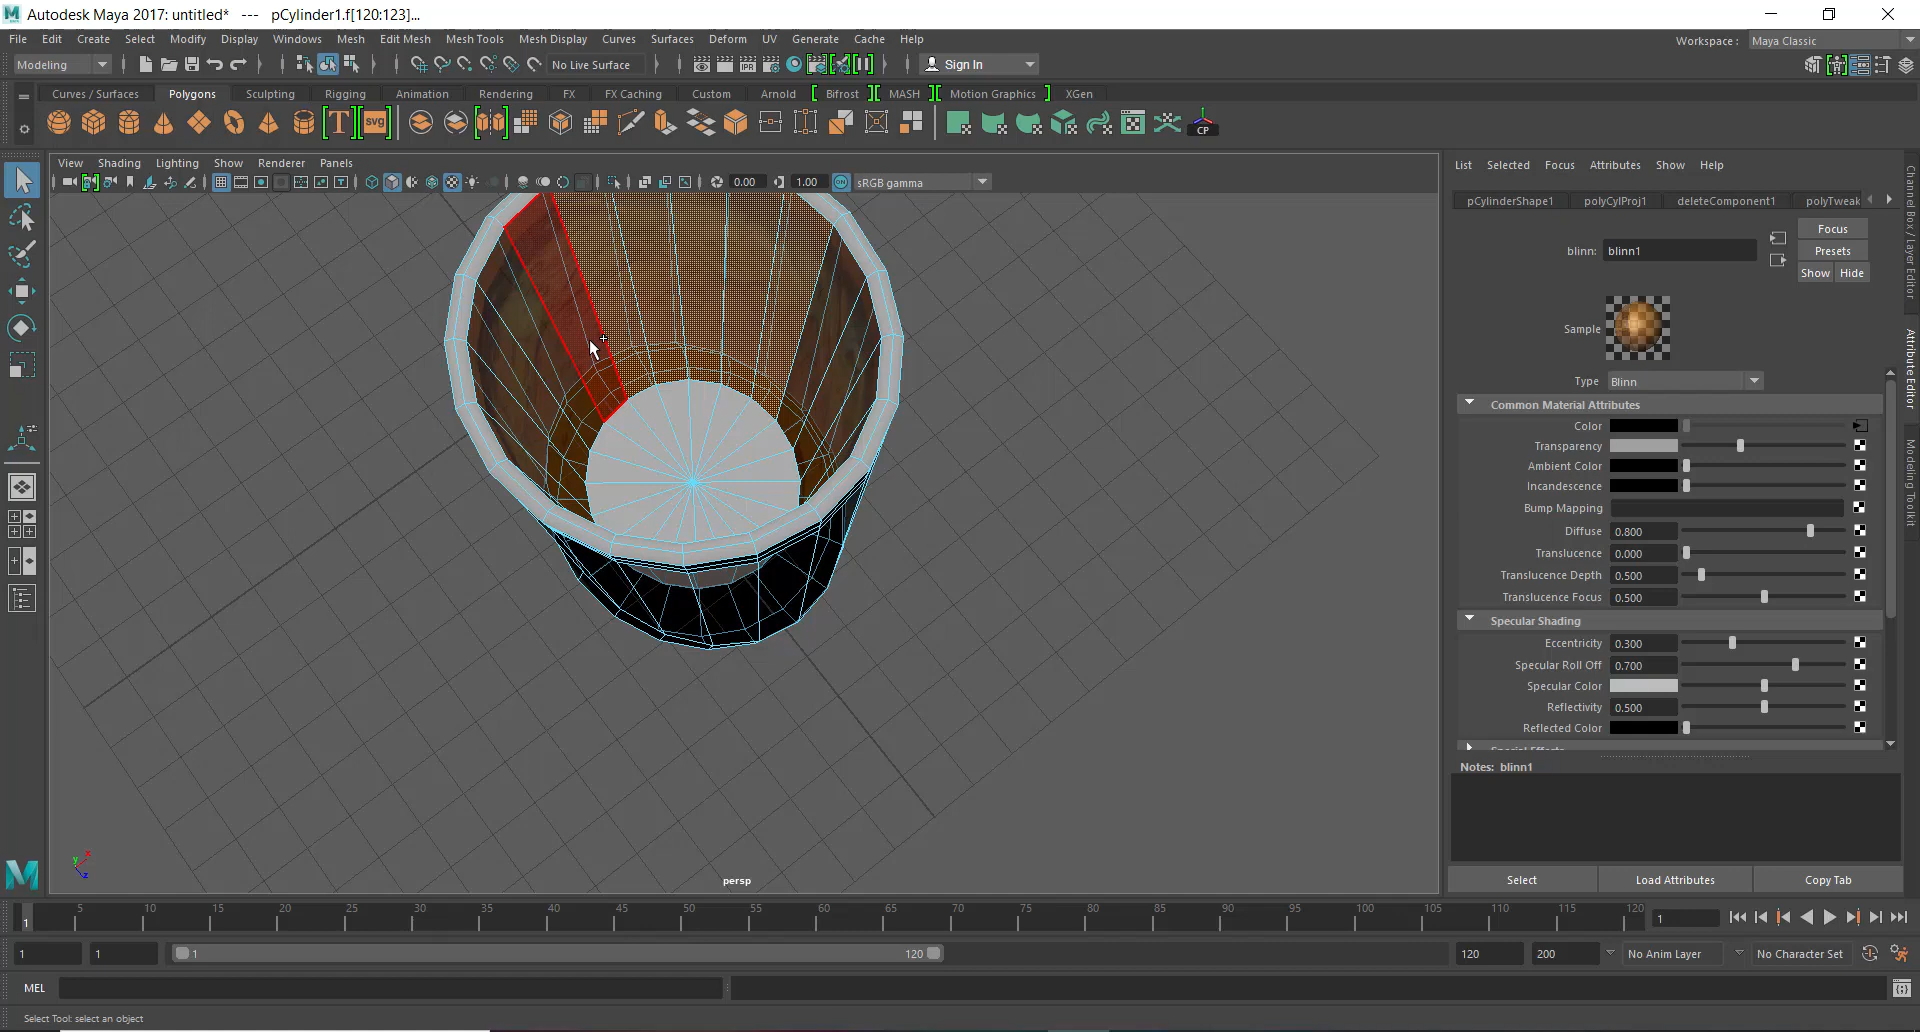 Autodesk Maya 2017: untitled* --- pCylinder1.f[120:123]...
File Edit Create Select Modify Display Windows Mesh Edit Mesh Mesh Tools Mesh Display Curves Surfaces Deform UV Generate Cache Help
Workspace : Maya Classic
Modeling
No Live Surface
Sign In
Curves / Surfaces Polygons Sculpting Rigging Animation Rendering FX FX Caching Custom Arnold Bifrost MASH Motion Graphics XGen
T svg CP
View Shading Lighting Show Renderer Panels
0.00 1.00 ON sRGB gamma
List Selected Focus Attributes Show Help
pCylinderShape1 polyCylProj1 deleteComponent1 polyTweak
blinn: blinn1
Focus
Presets
Show Hide
Sample
Type Blinn
Common Material Attributes
Color
Transparency
Ambient Color
Incandescence
Bump Mapping
Diffuse 0.800
Translucence 0.000
Translucence Depth 0.500
Translucence Focus 0.500
Specular Shading
Eccentricity 0.300
Specular Roll Off 0.700
Specular Color
Reflectivity 0.500
Reflected Color
Notes: blinn1
Select Load Attributes Copy Tab
Channel Box / Layer Editor
Attribute Editor
Modeling Toolkit
y x z
persp
1 5 10 15 20 25 30 35 40 45 50 55 60 65 70 75 80 85 90 95 100 105 110 115 120
1
1 1 1 120 120 200 No Anim Layer No Character Set
MEL
Select Tool: select an object